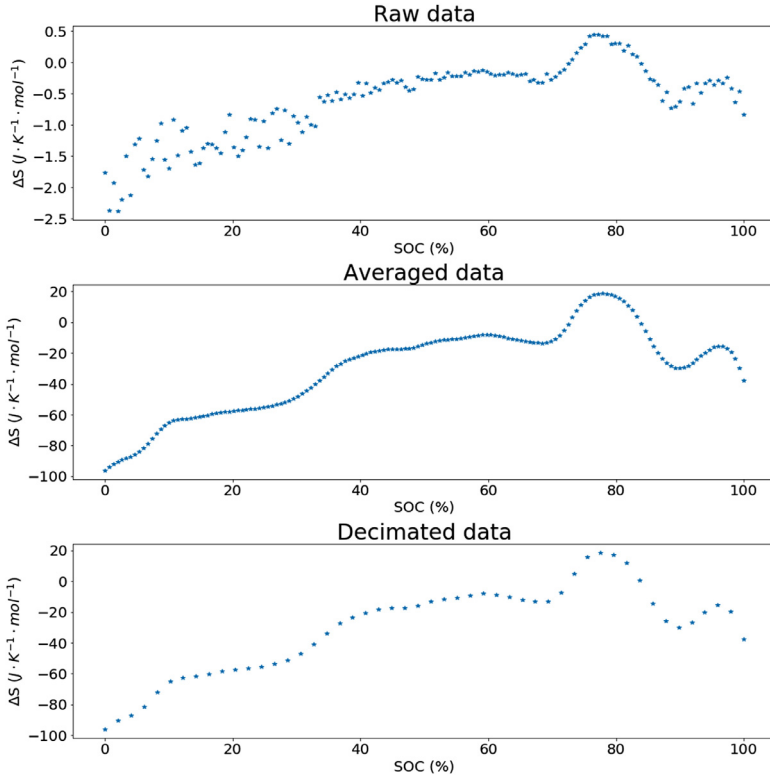 Raw data
ΔS (J · K⁻¹ · mol⁻¹)
0.5
0.0
−0.5
−1.0
−1.5
−2.0
−2.5
0 20 40 60 80 100
SOC (%)
Averaged data
ΔS (J · K⁻¹ · mol⁻¹)
20
0
−20
−40
−60
−80
−100
0 20 40 60 80 100
SOC (%)
Decimated data
ΔS (J · K⁻¹ · mol⁻¹)
20
0
−20
−40
−60
−80
−100
0 20 40 60 80 100
SOC (%)